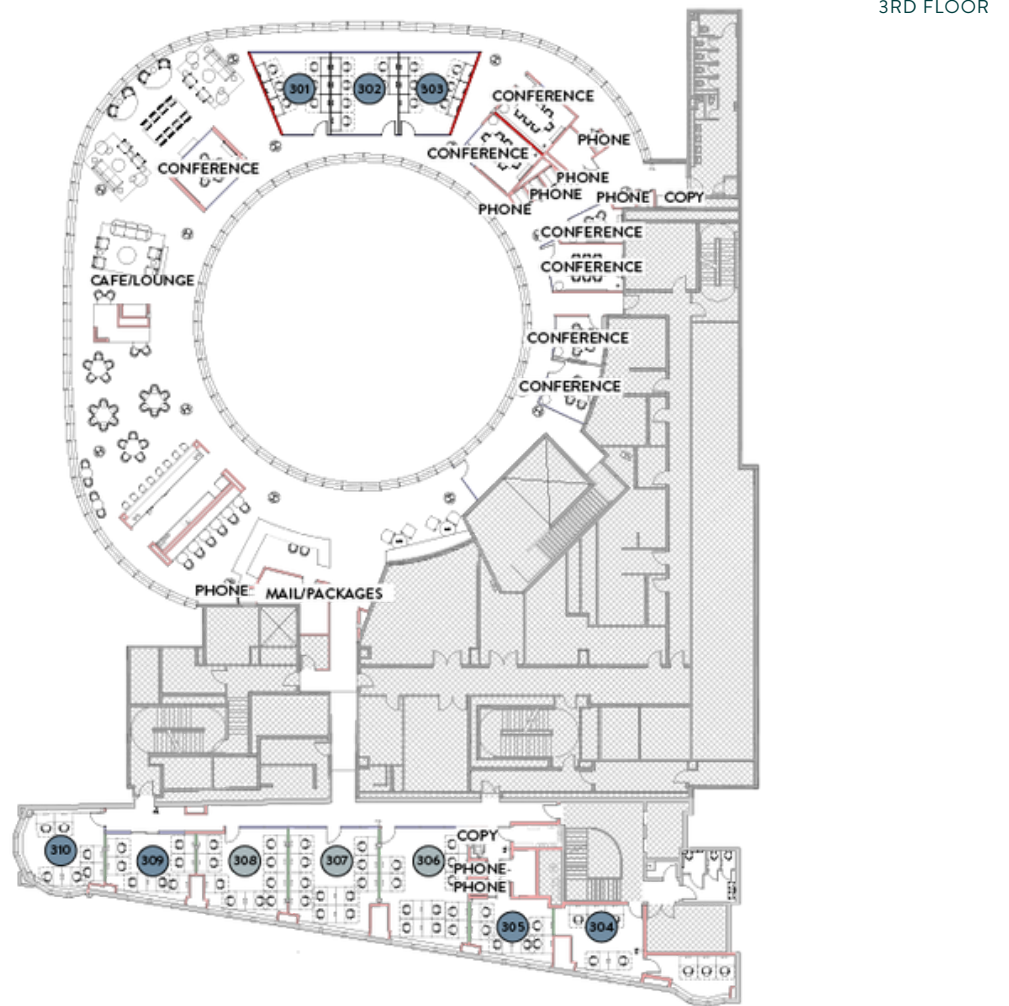 3RD FLOOR
301
302
303
CONFERENCE
PHONE
CONFERENCE
CONFERENCE
PHONE
PHONE
PHONE
COPY
PHONE
CONFERENCE
CONFERENCE
CAFE/LOUNGE
CONFERENCE
CONFERENCE
PHONE
MAIL/PACKAGES
COPY
310
309
308
307
306
PHONE-
PHONE
305
304